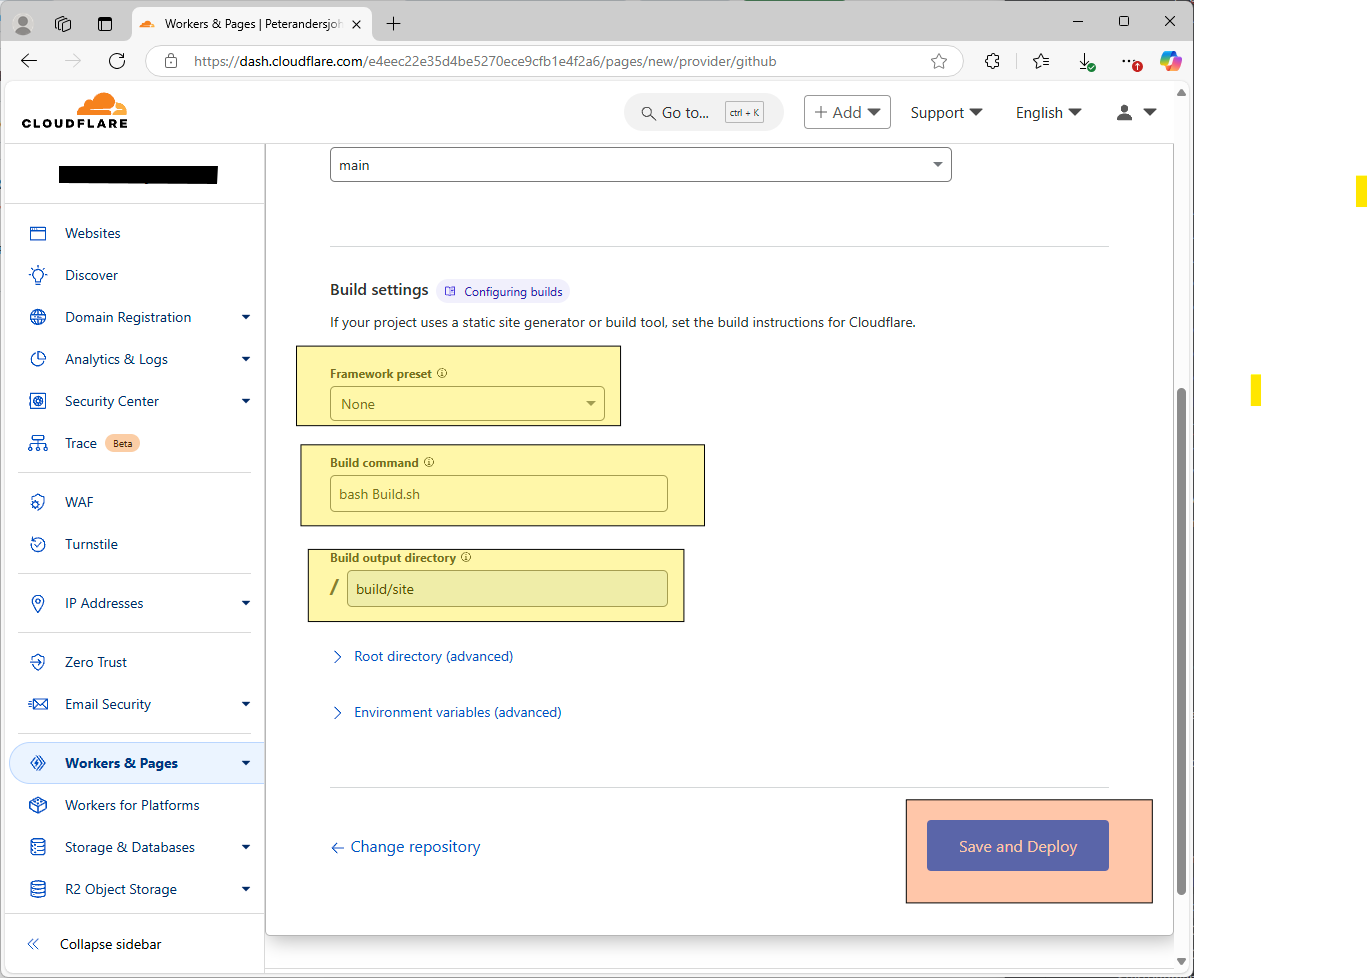 Workers & Pages | Peterandersjoh
https://dash.cloudflare.com/e4eec22e35d4be5270ece9cfb1e4f2a6/pages/new/provider/github
CLOUDFLARE
Go to... ctrl + K
Add
Support
English
main
Websites
Discover
Domain Registration
Analytics & Logs
Security Center
Trace Beta
WAF
Turnstile
IP Addresses
Zero Trust
Email Security
Workers & Pages
Workers for Platforms
Storage & Databases
R2 Object Storage
Collapse sidebar
Build settings Configuring builds
If your project uses a static site generator or build tool, set the build instructions for Cloudflare.
Framework preset
None
Build command
bash Build.sh
Build output directory
/ build/site
Root directory (advanced)
Environment variables (advanced)
Change repository
Save and Deploy